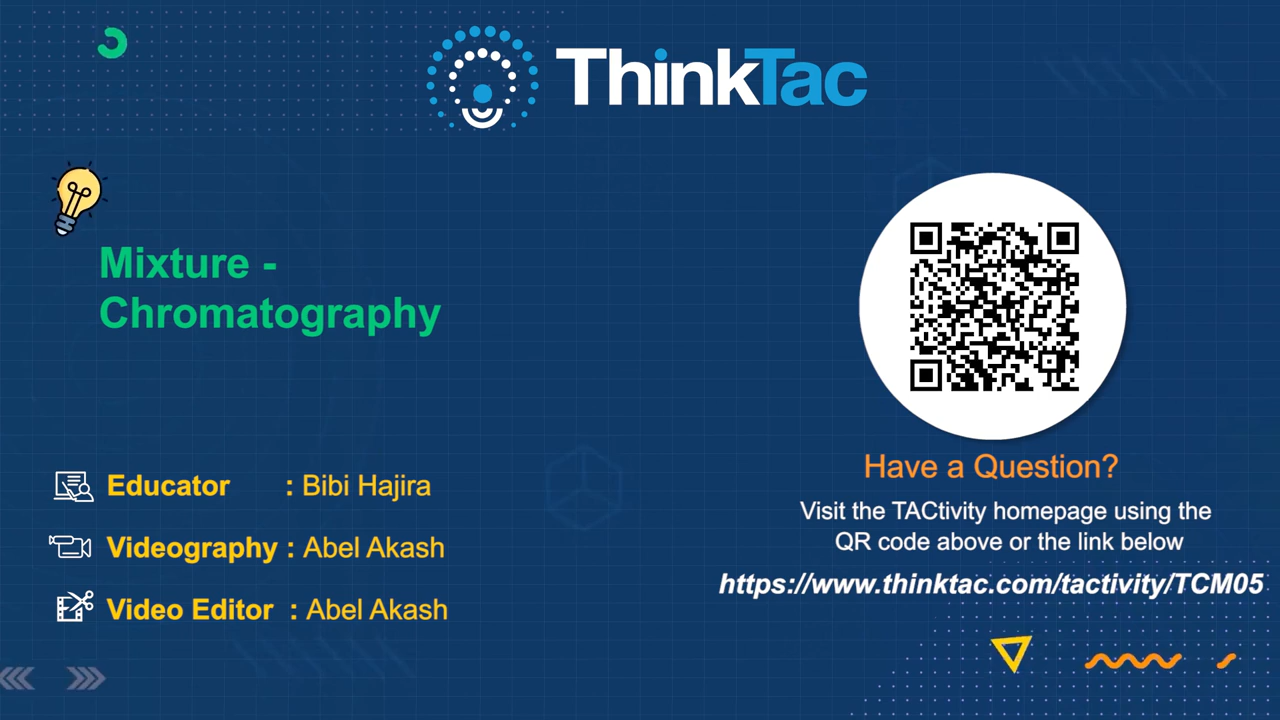 ThinkTac
Mixture -
Chromatography
Educator : Bibi Hajira
Videography : Abel Akash
Video Editor : Abel Akash
Have a Question?
Visit the TACtivity homepage using the
QR code above or the link below
https://www.thinktac.com/tactivity/TCM05